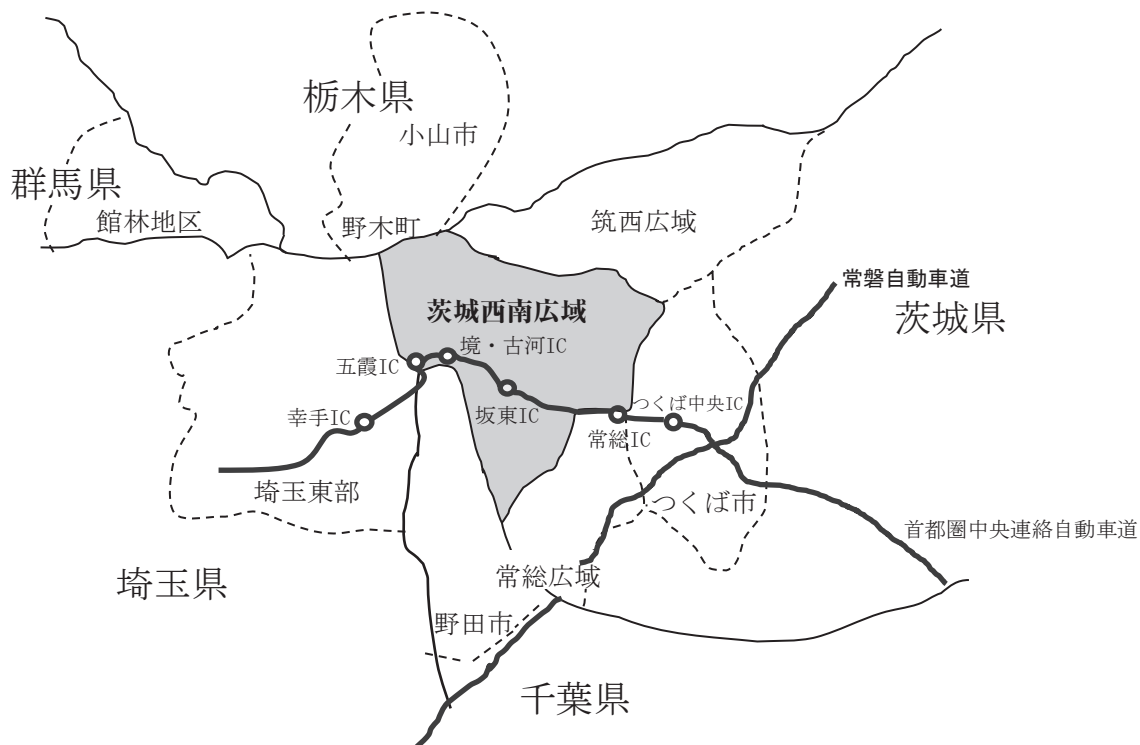 栃木県
小山市
群馬県
館林地区
野木町
筑西広域
常磐自動車道
茨城県
茨城西南広域
境・古河IC
五霞IC
坂東IC
つくば中央IC
幸手IC
常総IC
埼玉東部
つくば市
首都圏中央連絡自動車道
常総広域
埼玉県
野田市
千葉県